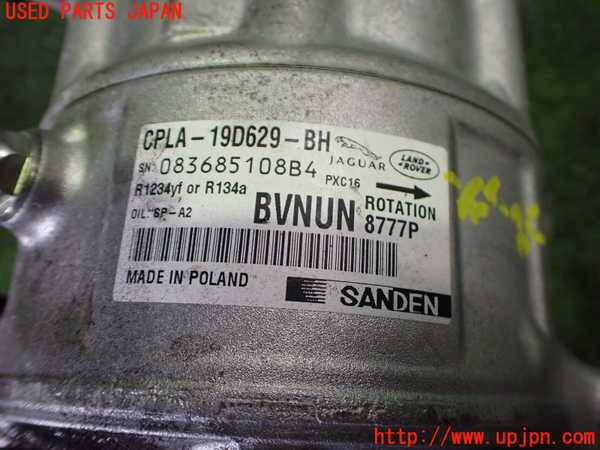 USED PARTS JAPAN
CPLA-19D629-BH
JAGUAR
LAND ROVER
SN: 083685108B4
PXC16
R1234yf or R134a
BVNUN
ROTATION
OIL: SP-A2
8777P
MADE IN POLAND
SANDEN
http://www.upjpn.com/